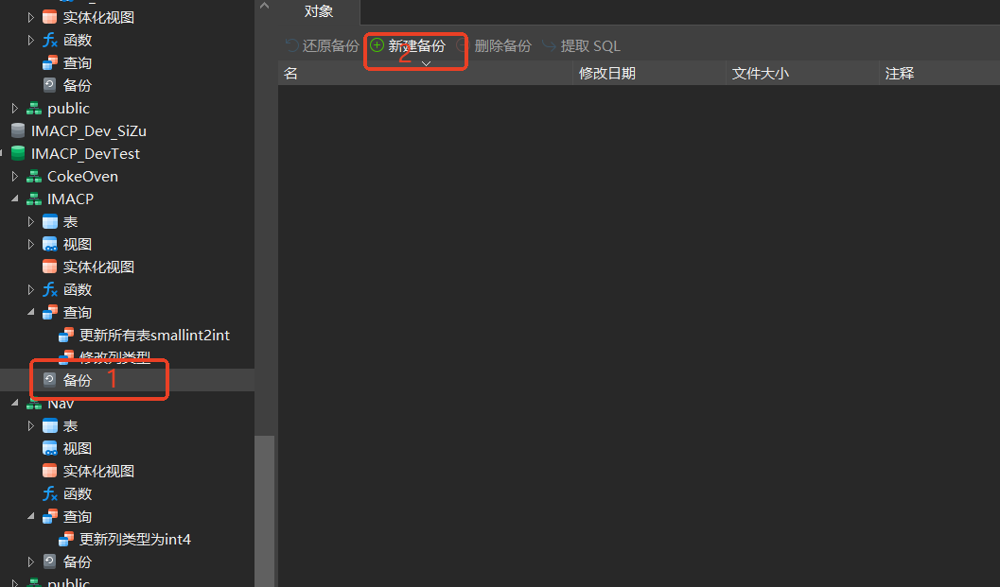 实体化视图
函数
查询
备份
public
IMACP_Dev_SiZu
IMACP_DevTest
CokeOven
IMACP
表
视图
实体化视图
函数
查询
更新所有表smallint2int
修改列类型
备份 1
Nav
表
视图
实体化视图
函数
查询
更新列类型为int4
备份
public
对象
还原备份 新建备份 删除备份 提取 SQL
2
名 修改日期 文件大小 注释